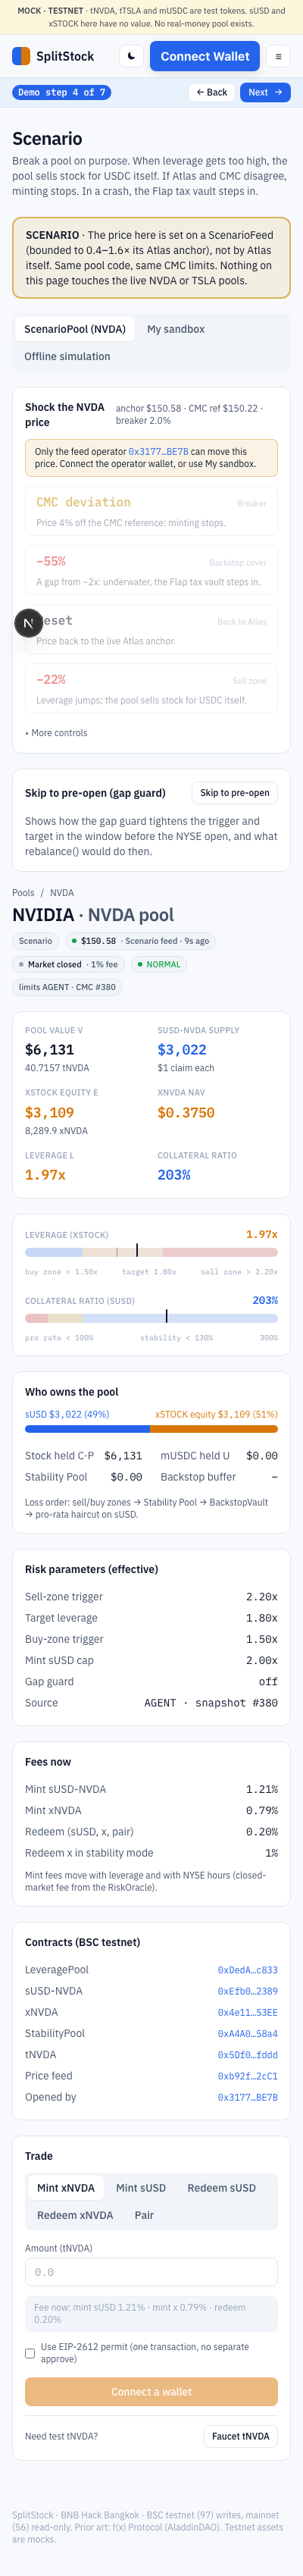 MOCK · TESTNET · tNVDA, tTSLA and mUSDC are test tokens. sUSD and
xSTOCK here have no value. No real-money pool exists.
SplitStock
Connect Wallet
≡
Demo step 4 of 7
← Back
Next →
Scenario
Break a pool on purpose. When leverage gets too high, the
pool sells stock for USDC itself. If Atlas and CMC disagree,
minting stops. In a crash, the Flap tax vault steps in.
SCENARIO · The price here is set on a ScenarioFeed
(bounded to 0.4–1.6× its Atlas anchor), not by Atlas
itself. Same pool code, same CMC limits. Nothing on
this page touches the live NVDA or TSLA pools.
ScenarioPool (NVDA)
My sandbox
Offline simulation
Shock the NVDA
price
anchor $150.58 · CMC ref $150.22 ·
breaker 2.0%
Only the feed operator 0x3177…BE7B can move this
price. Connect the operator wallet, or use My sandbox.
CMC deviation
Breaker
Price 4% off the CMC reference: minting stops.
−55%
Backstop cover
A gap from ~2x: underwater, the Flap tax vault steps in.
N
eset
Back to Atlas
Price back to the live Atlas anchor.
−22%
Sell zone
Leverage jumps; the pool sells stock for USDC itself.
▸ More controls
Skip to pre-open (gap guard)
Skip to pre-open
Shows how the gap guard tightens the trigger and
target in the window before the NYSE open, and what
rebalance() would do then.
Pools / NVDA
NVIDIA · NVDA pool
Scenario
$150.58 · Scenario feed · 9s ago
Market closed · 1% fee
NORMAL
limits AGENT · CMC #380
POOL VALUE V
$6,131
40.7157 tNVDA
SUSD-NVDA SUPPLY
$3,022
$1 claim each
XSTOCK EQUITY E
$3,109
8,289.9 xNVDA
XNVDA NAV
$0.3750
LEVERAGE L
1.97x
COLLATERAL RATIO
203%
LEVERAGE (XSTOCK)
1.97x
buy zone < 1.50x
target 1.80x
sell zone > 2.20x
COLLATERAL RATIO (SUSD)
203%
pro rata < 100%
stability < 130%
300%
Who owns the pool
sUSD $3,022 (49%)
xSTOCK equity $3,109 (51%)
Stock held C·P $6,131
mUSDC held U $0.00
Stability Pool $0.00
Backstop buffer –
Loss order: sell/buy zones → Stability Pool → BackstopVault
→ pro-rata haircut on sUSD.
Risk parameters (effective)
Sell-zone trigger 2.20x
Target leverage 1.80x
Buy-zone trigger 1.50x
Mint sUSD cap 2.00x
Gap guard off
Source AGENT · snapshot #380
Fees now
Mint sUSD-NVDA 1.21%
Mint xNVDA 0.79%
Redeem (sUSD, x, pair) 0.20%
Redeem x in stability mode 1%
Mint fees move with leverage and with NYSE hours (closed-
market fee from the RiskOracle).
Contracts (BSC testnet)
LeveragePool 0xDedA…c833
sUSD-NVDA 0xEfb0…2389
xNVDA 0x4e11…53EE
StabilityPool 0xA4A0…58a4
tNVDA 0x5Df0…fddd
Price feed 0xb92f…2cC1
Opened by 0x3177…BE7B
Trade
Mint xNVDA
Mint sUSD
Redeem sUSD
Redeem xNVDA
Pair
Amount (tNVDA)
0.0
Fee now: mint sUSD 1.21% · mint x 0.79% · redeem
0.20%
Use EIP-2612 permit (one transaction, no separate
approve)
Connect a wallet
Need test tNVDA?
Faucet tNVDA
SplitStock · BNB Hack Bangkok · BSC testnet (97) writes, mainnet
(56) read-only. Prior art: f(x) Protocol (AladdinDAO). Testnet assets
are mocks.